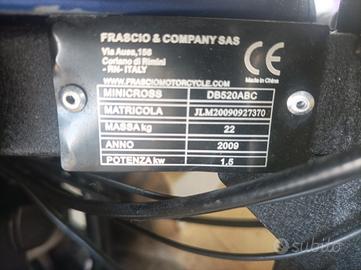 FRASCIO & COMPANY SAS
Via Ausa, 156
Coriano di Rimini
- RN- ITALY
CE
Made in China
WWW.FRASCIOMOTORCYCLE.COM
MINICROSS DB520ABC
MATRICOLA JLM20090927370
MASSA kg 22
ANNO 2009
POTENZA kw 1.5
subito